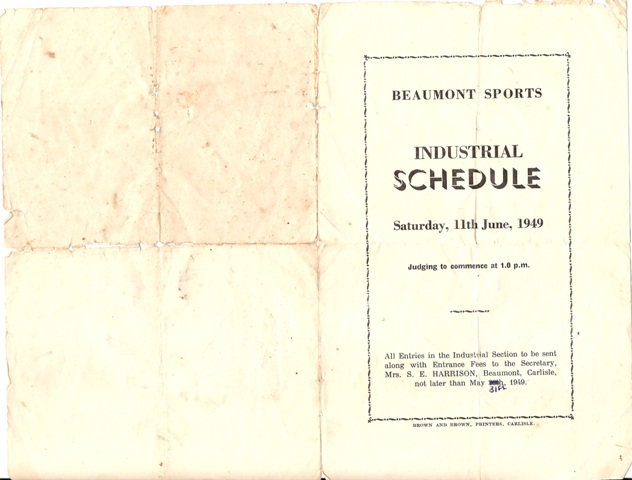 BEAUMONT SPORTS
INDUSTRIAL
SCHEDULE
Saturday, 11th June, 1949
Judging to commence at 1.0 p.m.
All Entries in the Industrial Section to be sent
along with Entrance Fees to the Secretary,
Mrs. S. E. HARRISON, Beaumont, Carlisle,
not later than May 1949.
31st
BROWN AND BROWN, PRINTERS, CARLISLE.